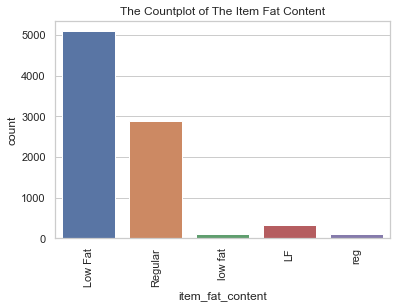 The Countplot of The Item Fat Content
count
5000
4000
3000
2000
1000
0
Low Fat
Regular
low fat
LF
reg
item_fat_content